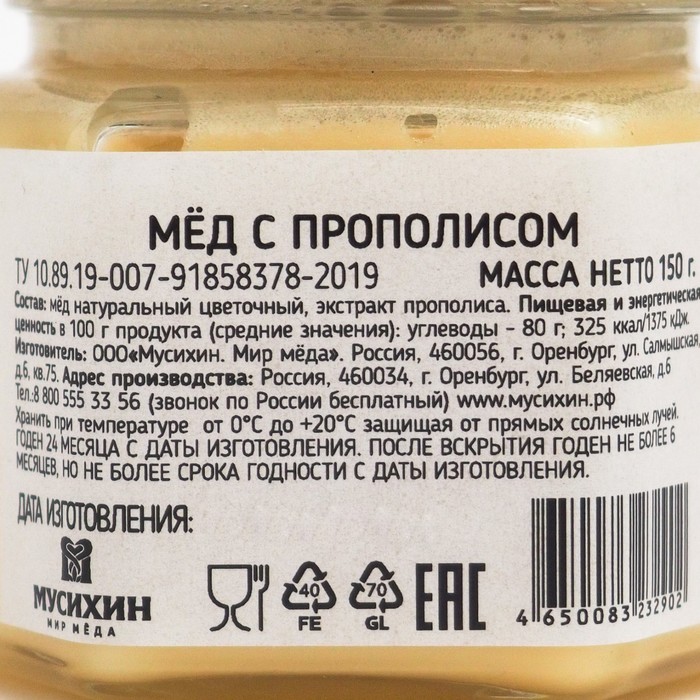 МЁД С ПРОПОЛИСОМ
ТУ 10.89.19-007-91858378-2019 МАССА НЕТТО 150 г.
Состав: мёд натуральный цветочный, экстракт прополиса. Пищевая и энергетическая
ценность в 100 г продукта (средние значения): углеводы - 80 г; 325 ккал/1375 кДж.
Изготовитель: ООО«Мусихин. Мир мёда». Россия, 460056, г. Оренбург, ул. Салмышская,
д.6, кв.75. Адрес производства: Россия, 460034, г. Оренбург, ул. Беляевская, д.6
Тел.:8 800 555 33 56 (звонок по России бесплатный) www.мусихин.рф
Хранить при температуре от 0°С до +20°С защищая от прямых солнечных лучей.
ГОДЕН 24 МЕСЯЦА С ДАТЫ ИЗГОТОВЛЕНИЯ. ПОСЛЕ ВСКРЫТИЯ ГОДЕН НЕ БОЛЕЕ 6
МЕСЯЦЕВ, НО НЕ БОЛЕЕ СРОКА ГОДНОСТИ С ДАТЫ ИЗГОТОВЛЕНИЯ.
ДАТА ИЗГОТОВЛЕНИЯ:
МУСИХИН
МИР МЁДА
40
FE
70
GL
EAC
4 650083 232902